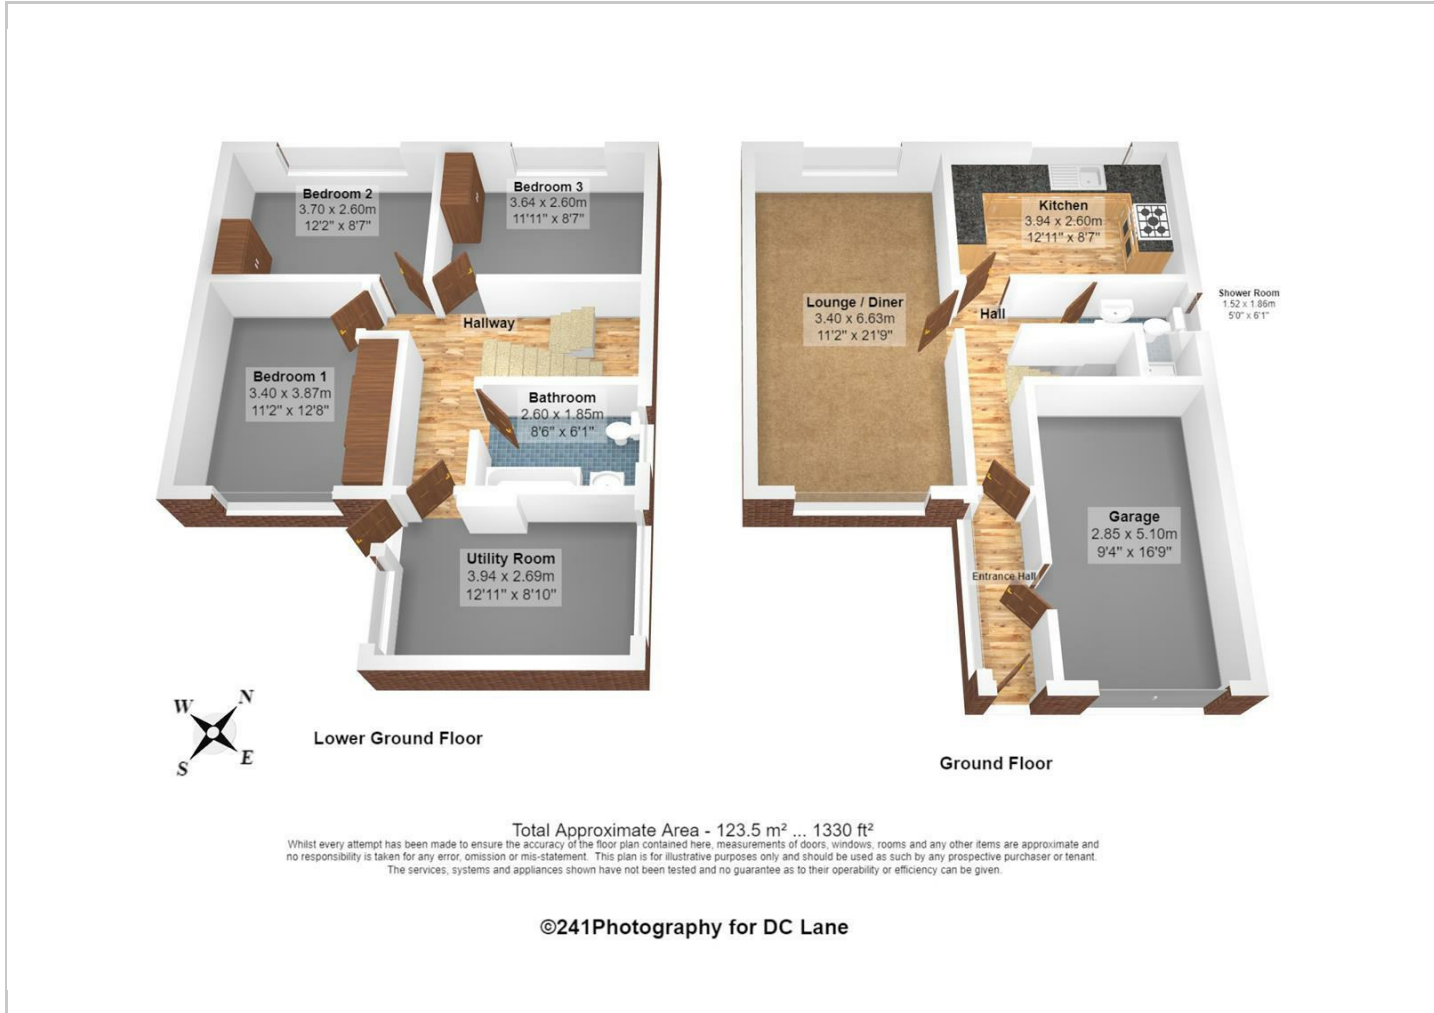 Bedroom 2
3.70 x 2.60m
12'2" x 8'7"
Bedroom 3
3.64 x 2.60m
11'11" x 8'7"
Hallway
Bedroom 1
3.40 x 3.87m
11'2" x 12'8"
Bathroom
2.60 x 1.85m
8'6" x 6'1"
Utility Room
3.94 x 2.69m
12'11" x 8'10"
Lower Ground Floor
N
W
E
S
Kitchen
3.94 x 2.60m
12'11" x 8'7"
Lounge / Diner
3.40 x 6.63m
11'2" x 21'9"
Hall
Shower Room
1.52 x 1.86m
5'0" x 6'1"
Garage
2.85 x 5.10m
9'4" x 16'9"
Entrance Hall
Ground Floor
Total Approximate Area - 123.5 m² ... 1330 ft²
Whilst every attempt has been made to ensure the accuracy of the floor plan contained here, measurements of doors, windows, rooms and any other items are approximate and
no responsibility is taken for any error, omission or mis-statement. This plan is for illustrative purposes only and should be used as such by any prospective purchaser or tenant.
The services, systems and appliances shown have not been tested and no guarantee as to their operability or efficiency can be given.
©241Photography for DC Lane